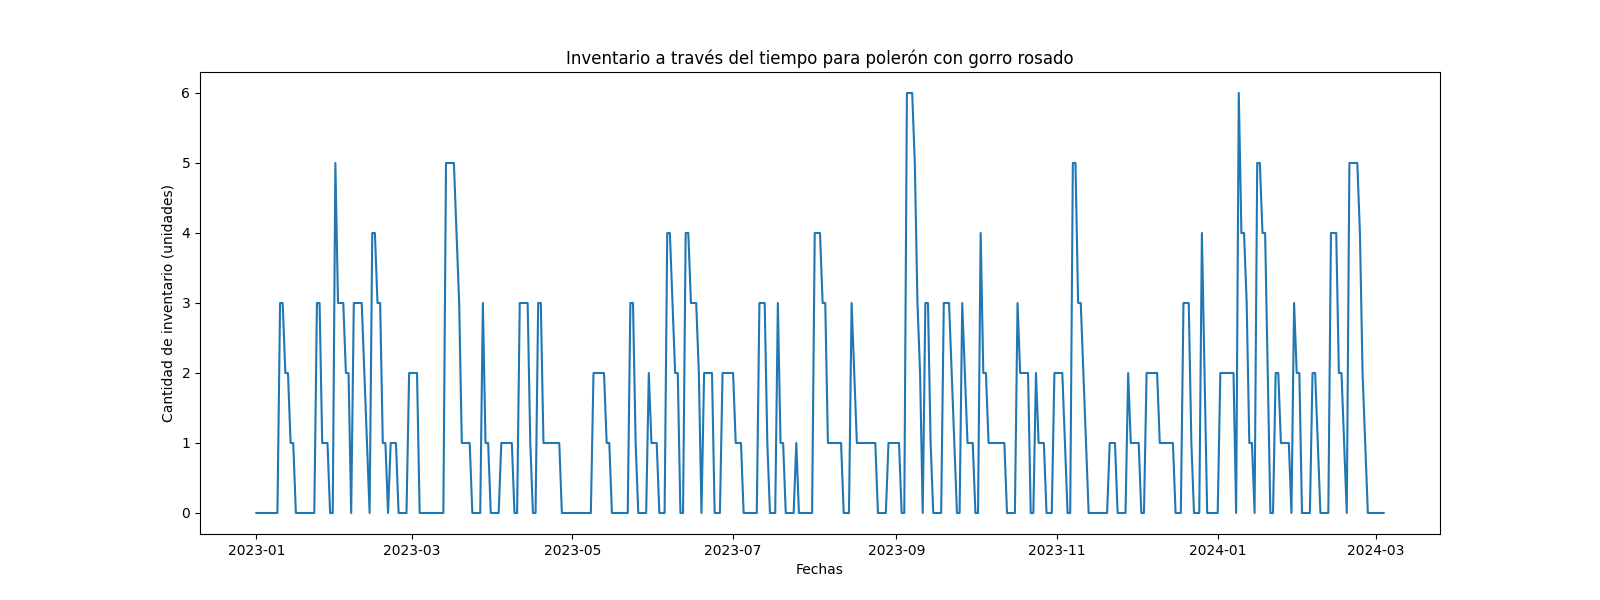 Inventario a través del tiempo para polerón con gorro rosado
Cantidad de inventario (unidades)
6
5
4
3
2
1
0
2023-01 2023-03 2023-05 2023-07 2023-09 2023-11 2024-01 2024-03
Fechas